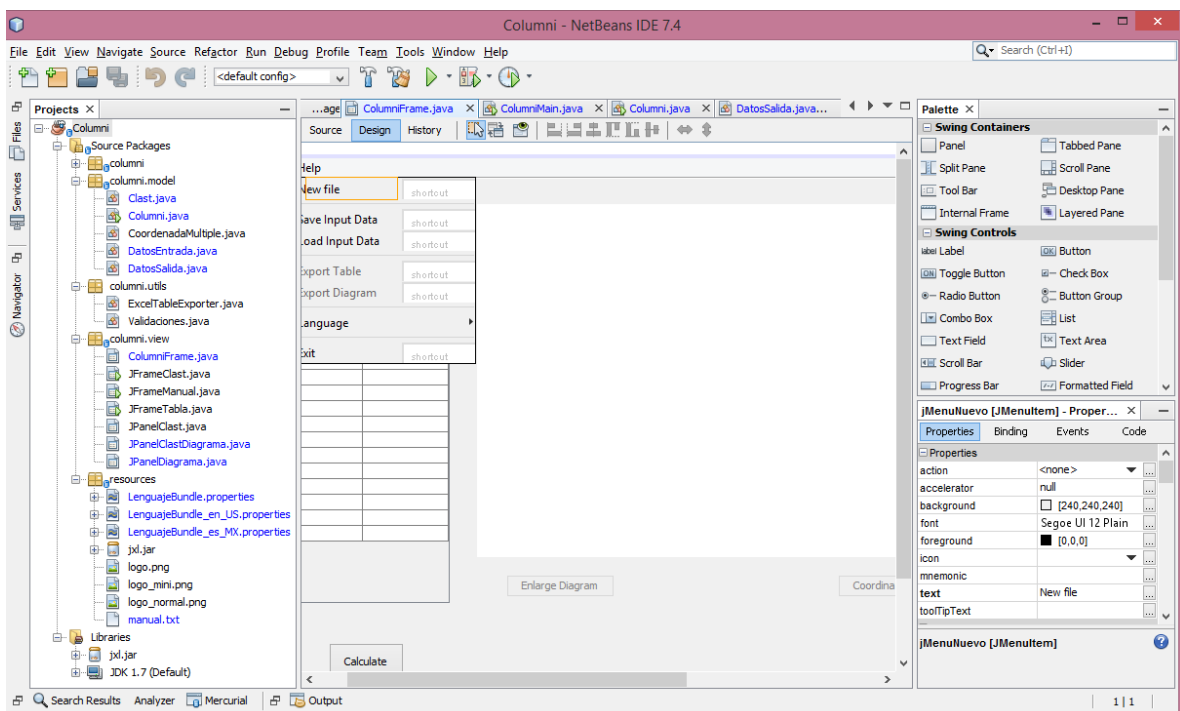 Columni - NetBeans IDE 7.4
File Edit View Navigate Source Refactor Run Debug Profile Team Tools Window Help
Search (Ctrl+I)
<default config>
Projects
Files
Services
Navigator
Columni
Source Packages
columni
columni.model
Clast.java
Columni.java
CoordenadaMultiple.java
DatosEntrada.java
DatosSalida.java
columni.utils
ExcelTableExporter.java
Validaciones.java
columni.view
ColumniFrame.java
JFrameClast.java
JFrameManual.java
JFrameTabla.java
JPanelClast.java
JPanelClastDiagrama.java
JPanelDiagrama.java
resources
LenguajeBundle.properties
LenguajeBundle_en_US.properties
LenguajeBundle_es_MX.properties
jxl.jar
logo.png
logo_mini.png
logo_normal.png
manual.txt
Libraries
jxl.jar
JDK 1.7 (Default)
...age ColumniFrame.java ColumniMain.java Columni.java DatosSalida.java...
Source Design History
Help
New file shortcut
Save Input Data shortcut
Load Input Data shortcut
Export Table shortcut
Export Diagram shortcut
Language
Exit shortcut
Enlarge Diagram
Coordina
Calculate
Palette
Swing Containers
Panel Tabbed Pane
Split Pane Scroll Pane
Tool Bar Desktop Pane
Internal Frame Layered Pane
Swing Controls
label Label OK Button
ON Toggle Button Check Box
Radio Button Button Group
Combo Box List
Text Field Text Area
Scroll Bar Slider
Progress Bar Formatted Field
jMenuNuevo [JMenuItem] - Proper...
Properties Binding Events Code
Properties
action <none>
accelerator null
background [240,240,240]
font Segoe UI 12 Plain
foreground [0,0,0]
icon
mnemonic
text New file
toolTipText
jMenuNuevo [JMenuItem]
Search Results Analyzer Mercurial Output
1|1